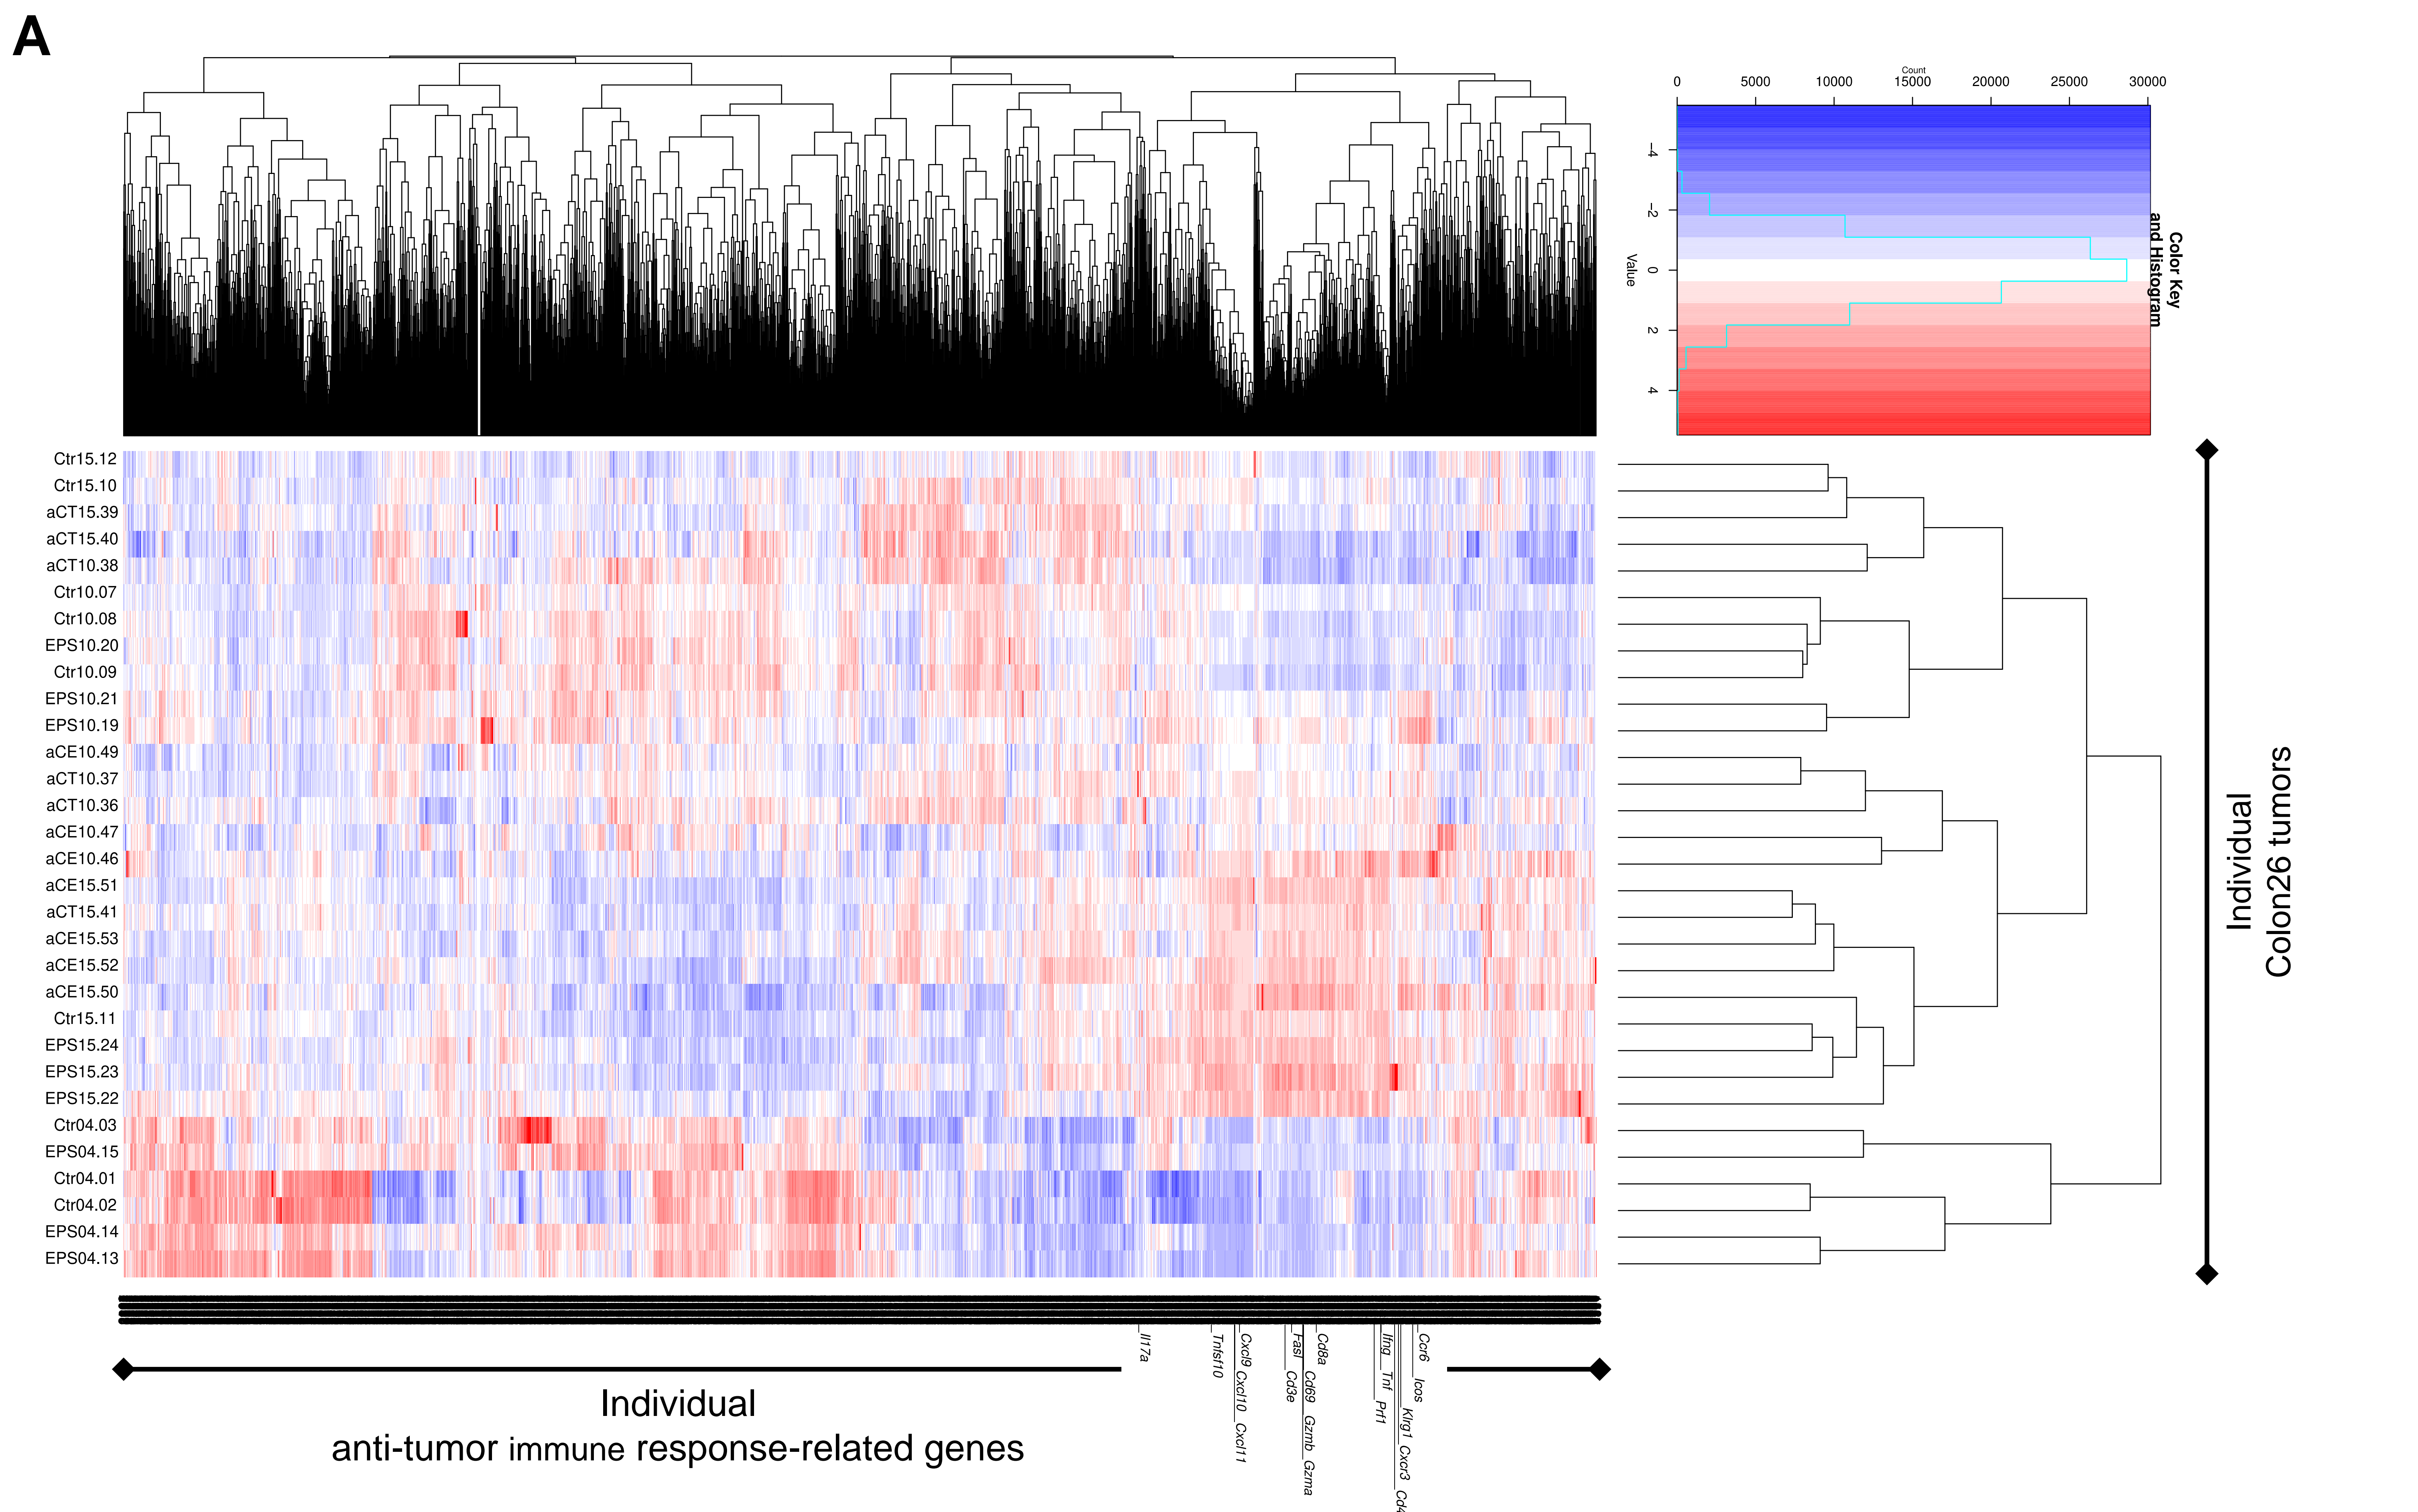 A
Count
0 5000 10000 15000 20000 25000 30000
-4 -2 0 2 4
Value
Color Key
and Histogram
Ctr15.12
Ctr15.10
aCT15.39
aCT15.40
aCT10.38
Ctr10.07
Ctr10.08
EPS10.20
Ctr10.09
EPS10.21
EPS10.19
aCE10.49
aCT10.37
aCT10.36
aCE10.47
aCE10.46
aCE15.51
aCT15.41
aCE15.53
aCE15.52
aCE15.50
Ctr15.11
EPS15.24
EPS15.23
EPS15.22
Ctr04.03
EPS04.15
Ctr04.01
Ctr04.02
EPS04.14
EPS04.13
Individual
Colon26 tumors
Il17a
Tnfsf10
Cxcl9
Cxcl10
Cxcl11
Fasl
Cd3e
Cd69
Gzmb
Gzma
Cd8a
Ifng
Tnf
Prf1
Ccr6
Icos
Klrg1
Cxcr3
Cd4
Individual
anti-tumor immune response-related genes